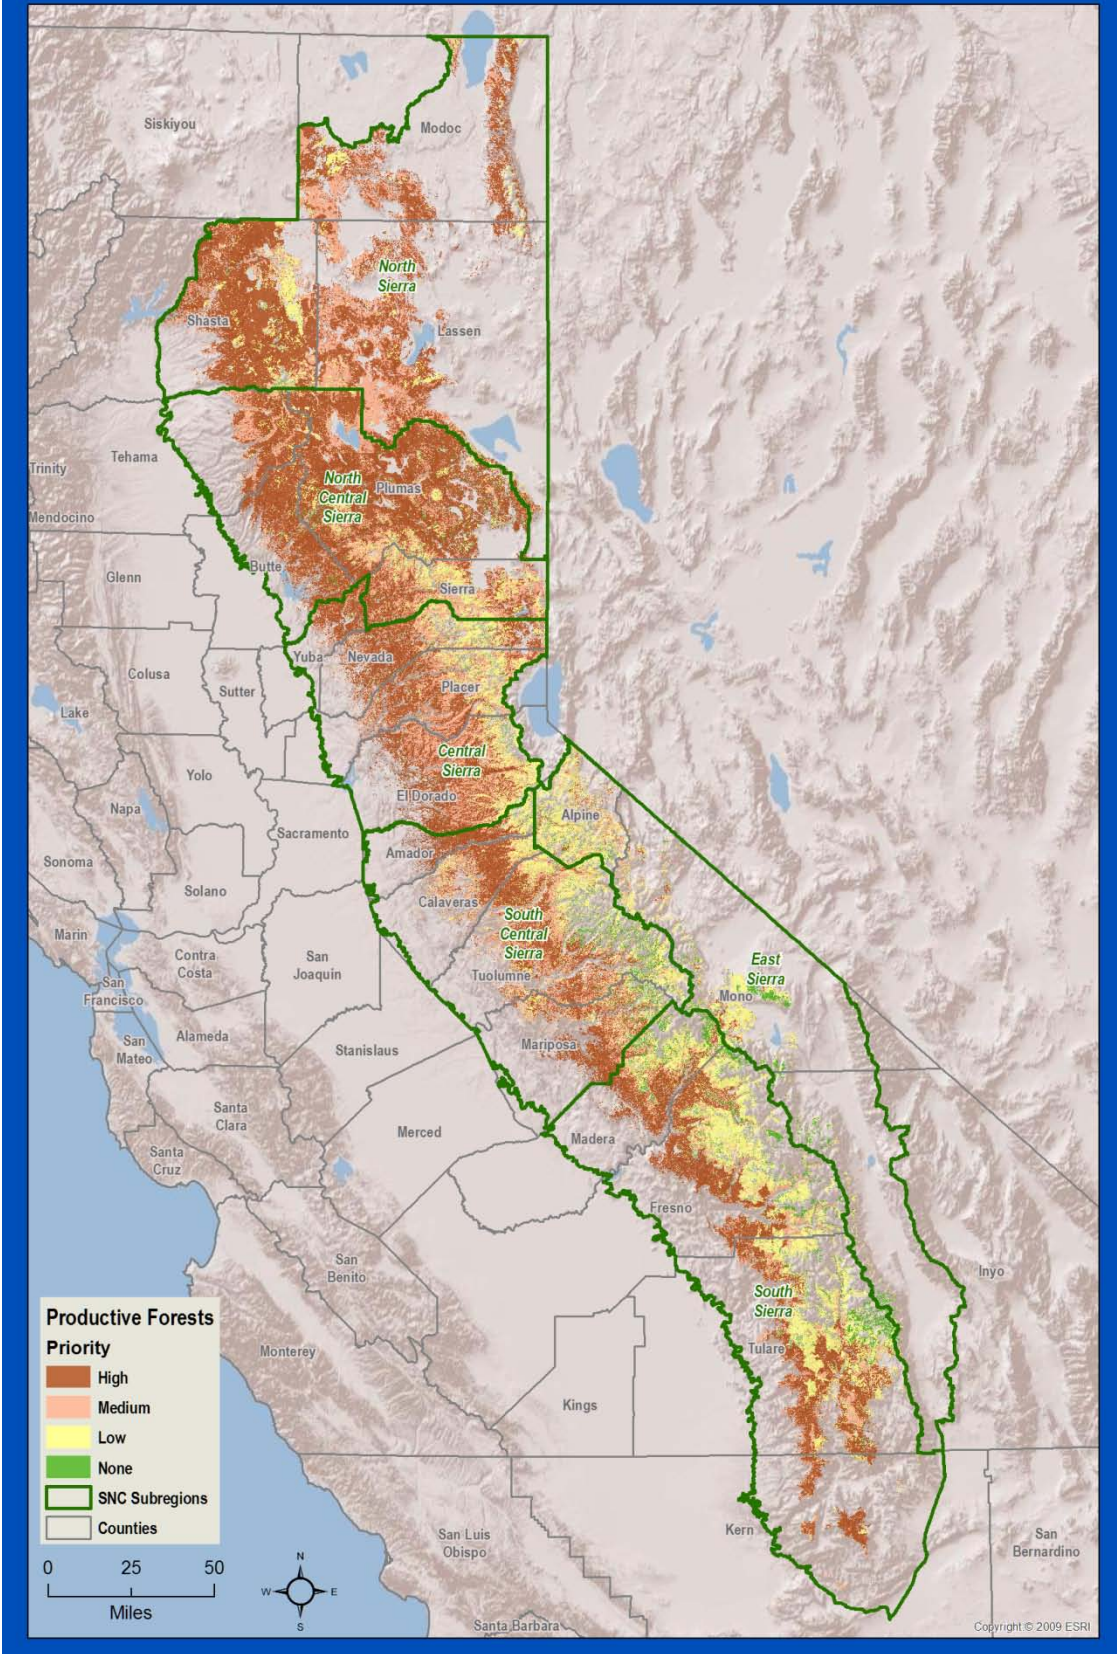 Siskiyou
Modoc
North
Sierra
Shasta
Lassen
Tehama
Trinity
North
Central
Sierra
Plumas
Mendocino
Butte
Glenn
Sierra
Yuba
Nevada
Colusa
Sutter
Placer
Lake
Central
Sierra
Yolo
El Dorado
Napa
Alpine
Sacramento
Amador
Sonoma
Solano
Calaveras
South
Central
Sierra
Marin
Contra
Costa
San
Joaquin
East
Sierra
Tuolumne
San
Francisco
Mono
Alameda
San
Mateo
Stanislaus
Mariposa
Santa
Clara
Merced
Madera
Santa
Cruz
Fresno
San
Benito
Inyo
South
Sierra
Tulare
Monterey
Kings
Kern
San Luis
Obispo
San
Bernardino
Santa Barbara
Productive Forests
Priority
High
Medium
Low
None
SNC Subregions
Counties
0 25 50
Miles
N
W E
S
Copyright:© 2009 ESRI